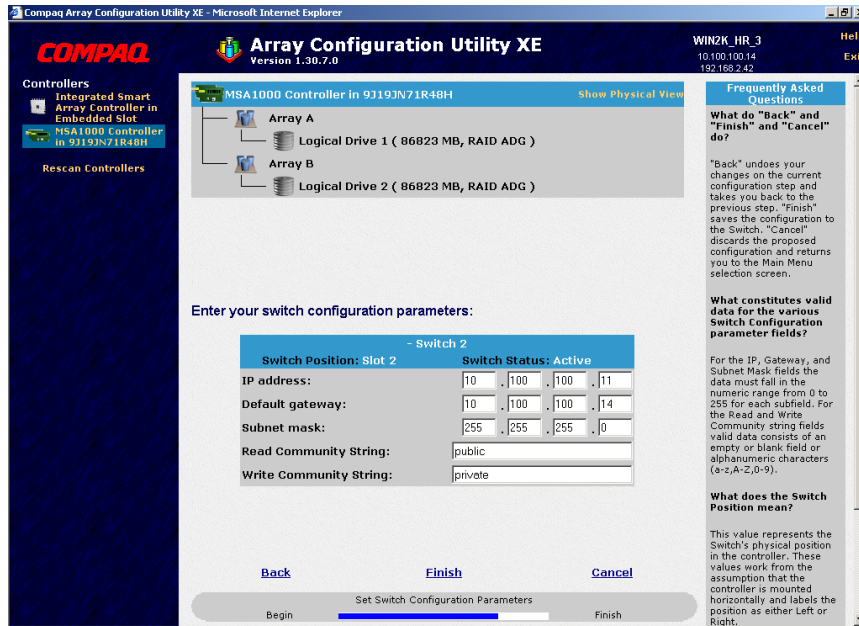 Compaq Array Configuration Utility XE - Microsoft Internet Explorer
COMPAQ
Array Configuration Utility XE
Version 1.30.7.0
WIN2K_HR_3
10.100.100.14
192.168.2.42
Hel
Exi
Controllers
Integrated Smart
Array Controller in
Embedded Slot
MSA1000 Controller
in 9J19JN71R48H
Rescan Controllers
MSA1000 Controller in 9J19JN71R48H
Show Physical View
Array A
Logical Drive 1 ( 86823 MB, RAID ADG )
Array B
Logical Drive 2 ( 86823 MB, RAID ADG )
Enter your switch configuration parameters:
- Switch 2
Switch Position: Slot 2 Switch Status: Active
IP address: 10 . 100 . 100 . 11
Default gateway: 10 . 100 . 100 . 14
Subnet mask: 255 . 255 . 255 . 0
Read Community String: public
Write Community String: private
Back Finish Cancel
Set Switch Configuration Parameters
Begin Finish
Frequently Asked
Questions
What do "Back" and
"Finish" and "Cancel"
do?
"Back" undoes your
changes on the current
configuration step and
takes you back to the
previous step. "Finish"
saves the configuration to
the Switch. "Cancel"
discards the proposed
configuration and returns
you to the Main Menu
selection screen.
What constitutes valid
data for the various
Switch Configuration
parameter fields?
For the IP, Gateway, and
Subnet Mask fields the
data must fall in the
numeric range from 0 to
255 for each subfield. For
the Read and Write
Community string fields
valid data consists of an
empty or blank field or
alphanumeric characters
(a-z,A-Z,0-9).
What does the Switch
Position mean?
This value represents the
Switch's physical position
in the controller. These
values work from the
assumption that the
controller is mounted
horizontally and labels the
position as either Left or
Right.